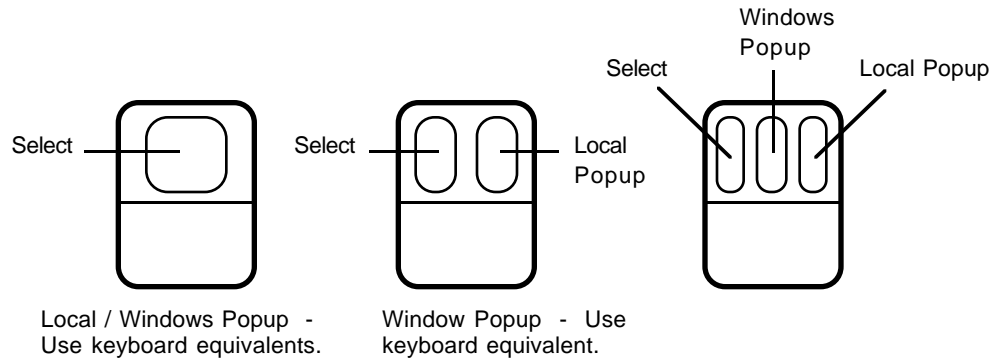 Select
Local / Windows Popup - 
Use keyboard equivalents.
Select
Local
Popup
Window Popup - Use
keyboard equivalent.
Windows
Popup
Select
Local Popup